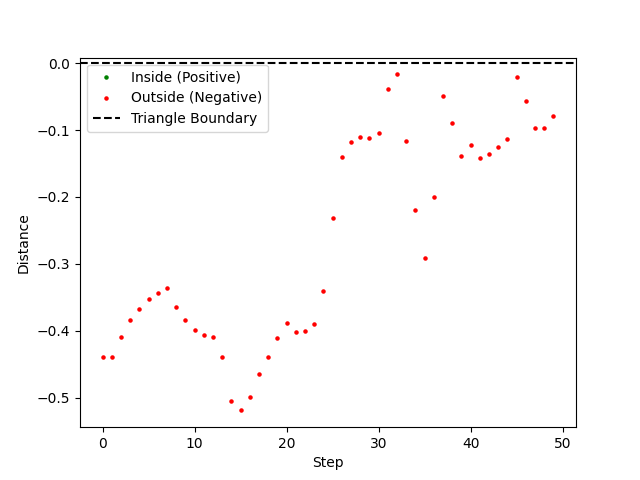 0.0
−0.1
−0.2
−0.3
−0.4
−0.5
Distance
Inside (Positive)
Outside (Negative)
Triangle Boundary
0 10 20 30 40 50
Step